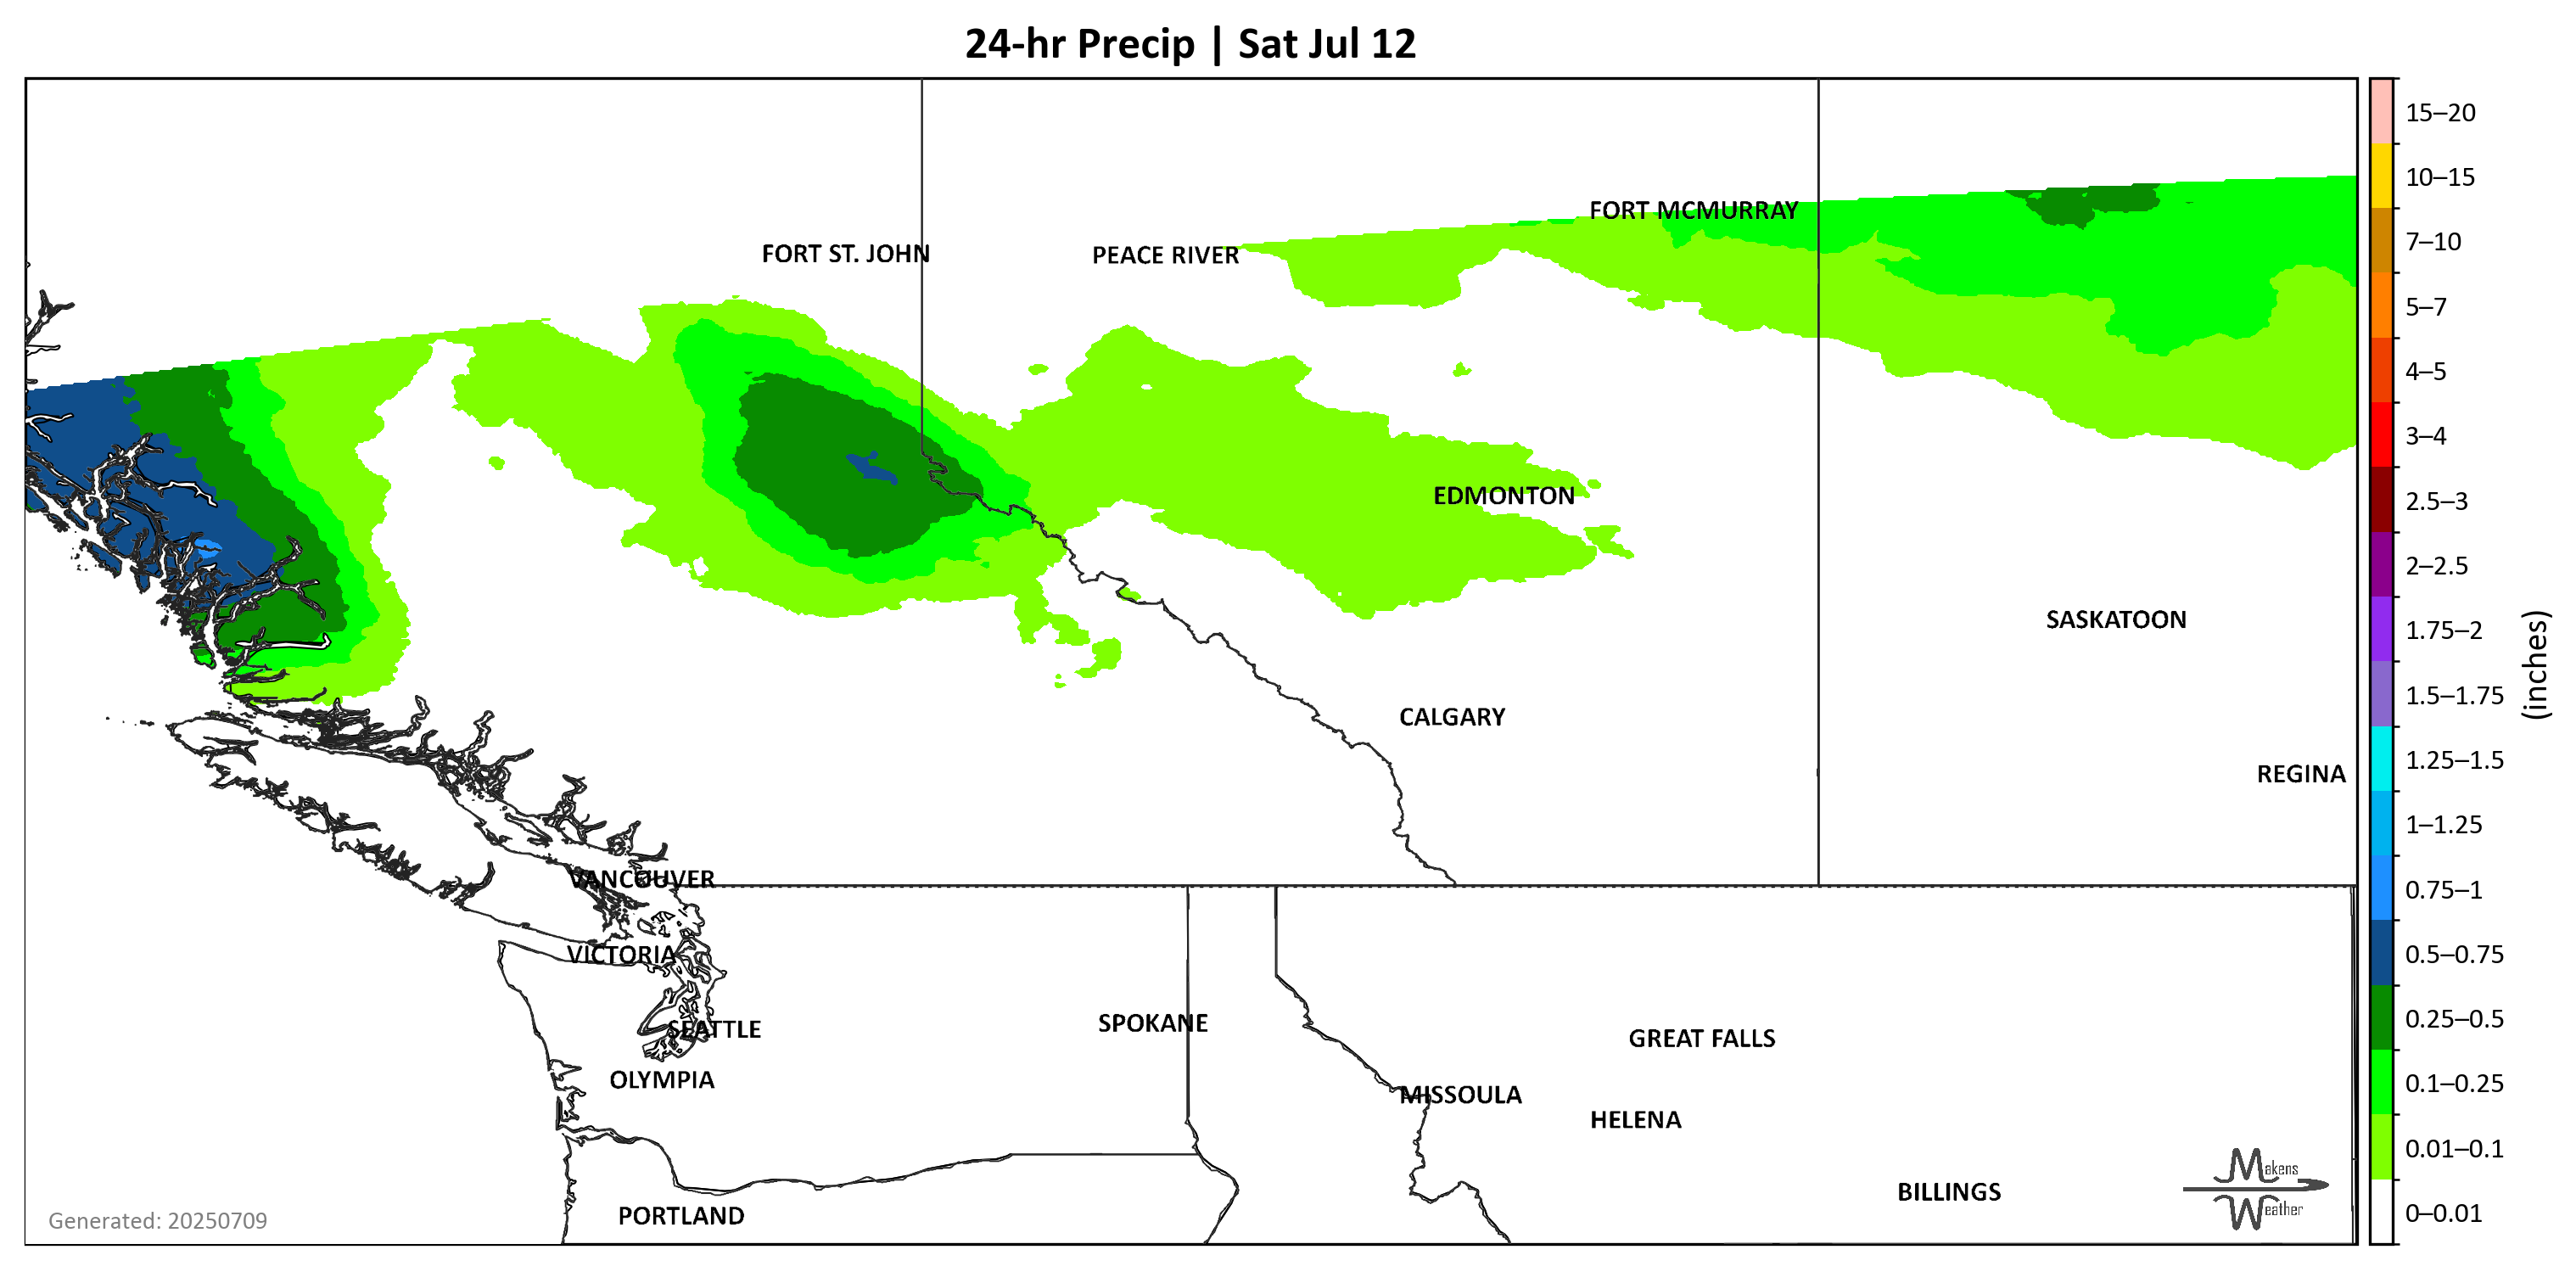 24-hr Precip | Sat Jul 12
FORT MCMURRAY
FORT ST. JOHN
PEACE RIVER
EDMONTON
SASKATOON
CALGARY
REGINA
VANCOUVER
VICTORIA
SEATTLE
SPOKANE
GREAT FALLS
OLYMPIA
MISSOULA
HELENA
BILLINGS
PORTLAND
Generated: 20250709
Makens
Weather
15–20
10–15
7–10
5–7
4–5
3–4
2.5–3
2–2.5
1.75–2
1.5–1.75
1.25–1.5
1–1.25
0.75–1
0.5–0.75
0.25–0.5
0.1–0.25
0.01–0.1
0–0.01
(inches)